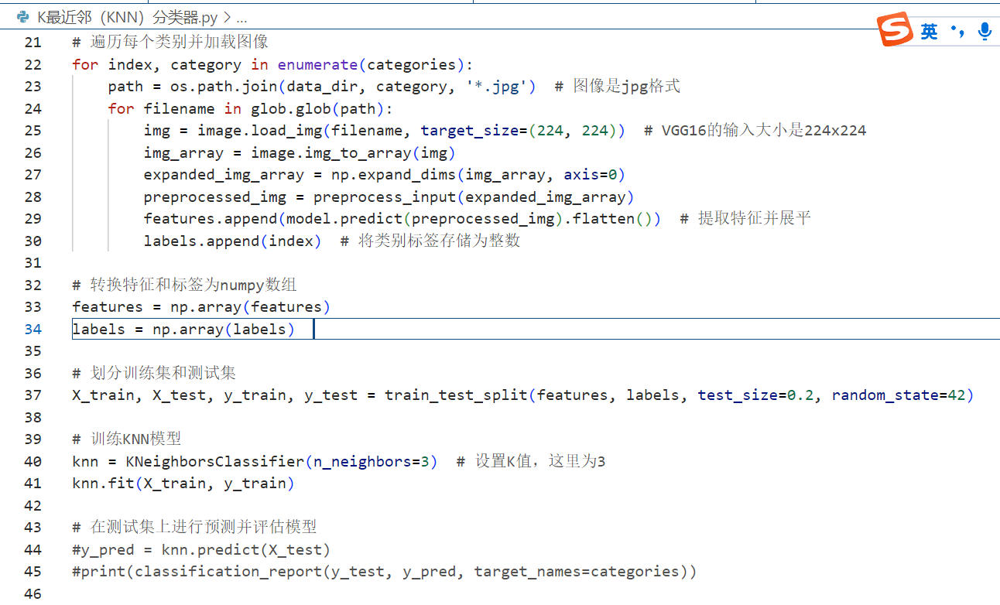 K最近邻（KNN）分类器.py > ...
S英
21 # 遍历每个类别并加载图像
22 for index, category in enumerate(categories):
23     path = os.path.join(data_dir, category, '*.jpg')  # 图像是jpg格式
24     for filename in glob.glob(path):
25         img = image.load_img(filename, target_size=(224, 224))  # VGG16的输入大小是224x224
26         img_array = image.img_to_array(img)
27         expanded_img_array = np.expand_dims(img_array, axis=0)
28         preprocessed_img = preprocess_input(expanded_img_array)
29         features.append(model.predict(preprocessed_img).flatten())  # 提取特征并展平
30         labels.append(index)  # 将类别标签存储为整数
31
32 # 转换特征和标签为numpy数组
33 features = np.array(features)
34 labels = np.array(labels)
35
36 # 划分训练集和测试集
37 X_train, X_test, y_train, y_test = train_test_split(features, labels, test_size=0.2, random_state=42)
38
39 # 训练KNN模型
40 knn = KNeighborsClassifier(n_neighbors=3)  # 设置K值，这里为3
41 knn.fit(X_train, y_train)
42
43 # 在测试集上进行预测并评估模型
44 #y_pred = knn.predict(X_test)
45 #print(classification_report(y_test, y_pred, target_names=categories))
46